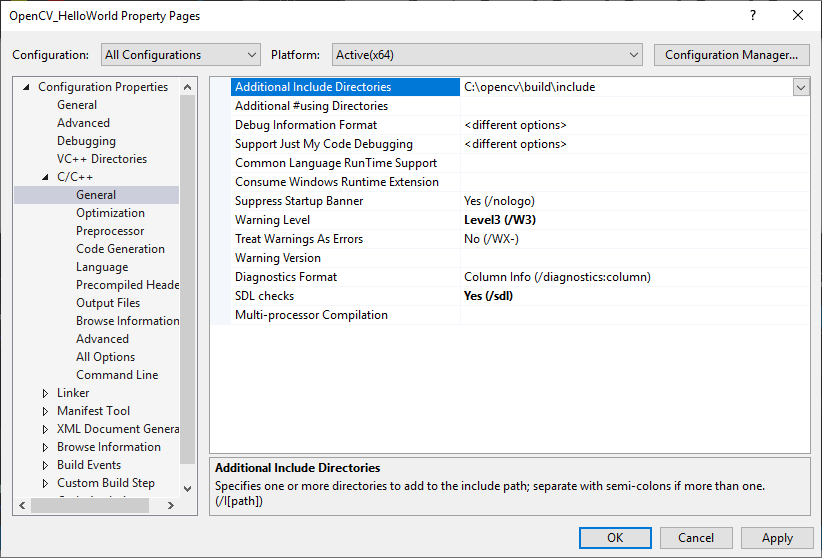 OpenCV_HelloWorld Property Pages
Configuration: All Configurations Platform: Active(x64) Configuration Manager...
Configuration Properties
General
Advanced
Debugging
VC++ Directories
C/C++
General
Optimization
Preprocessor
Code Generation
Language
Precompiled Heade
Output Files
Browse Information
Advanced
All Options
Command Line
Linker
Manifest Tool
XML Document Genera
Browse Information
Build Events
Custom Build Step
Additional Include Directories C:\opencv\build\include
Additional #using Directories
Debug Information Format <different options>
Support Just My Code Debugging <different options>
Common Language RunTime Support
Consume Windows Runtime Extension
Suppress Startup Banner Yes (/nologo)
Warning Level Level3 (/W3)
Treat Warnings As Errors No (/WX-)
Warning Version
Diagnostics Format Column Info (/diagnostics:column)
SDL checks Yes (/sdl)
Multi-processor Compilation
Additional Include Directories
Specifies one or more directories to add to the include path; separate with semi-colons if more than one.
(/I[path])
OK Cancel Apply